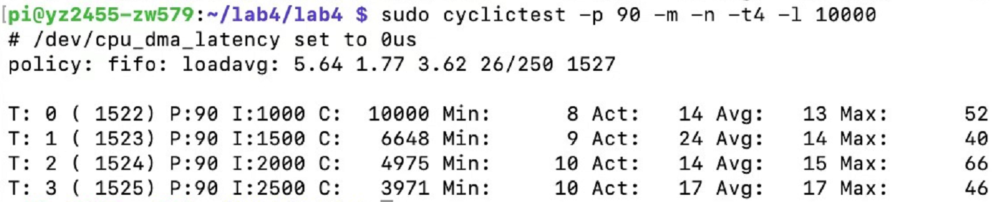 [pi@yz2455-zw579:~/lab4/lab4 $ sudo cyclictest -p 90 -m -n -t4 -l 10000
# /dev/cpu_dma_latency set to 0us
policy: fifo: loadavg: 5.64 1.77 3.62 26/250 1527
T: 0 ( 1522) P:90 I:1000 C:  10000 Min:      8 Act:   14 Avg:   13 Max:      52
T: 1 ( 1523) P:90 I:1500 C:   6648 Min:      9 Act:   24 Avg:   14 Max:      40
T: 2 ( 1524) P:90 I:2000 C:   4975 Min:     10 Act:   14 Avg:   15 Max:      66
T: 3 ( 1525) P:90 I:2500 C:   3971 Min:     10 Act:   17 Avg:   17 Max:      46